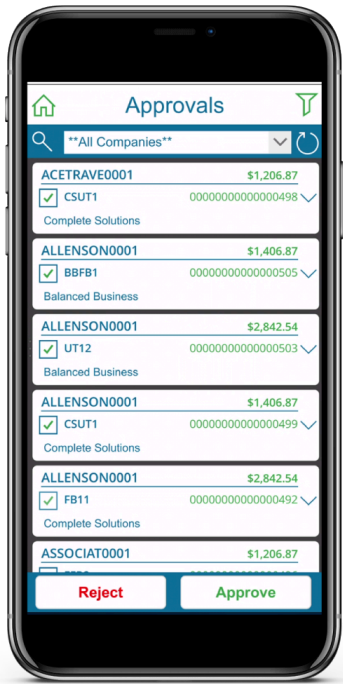 Approvals
**All Companies**
ACETRAVE0001 $1,206.87
CSUT1 00000000000000498
Complete Solutions
ALLENSON0001 $1,406.87
BBFB1 00000000000000505
Balanced Business
ALLENSON0001 $2,842.54
UT12 00000000000000503
Balanced Business
ALLENSON0001 $1,406.87
CSUT1 00000000000000499
Complete Solutions
ALLENSON0001 $2,842.54
FB11 00000000000000492
Complete Solutions
ASSOCIAT0001 $1,206.87
Reject Approve